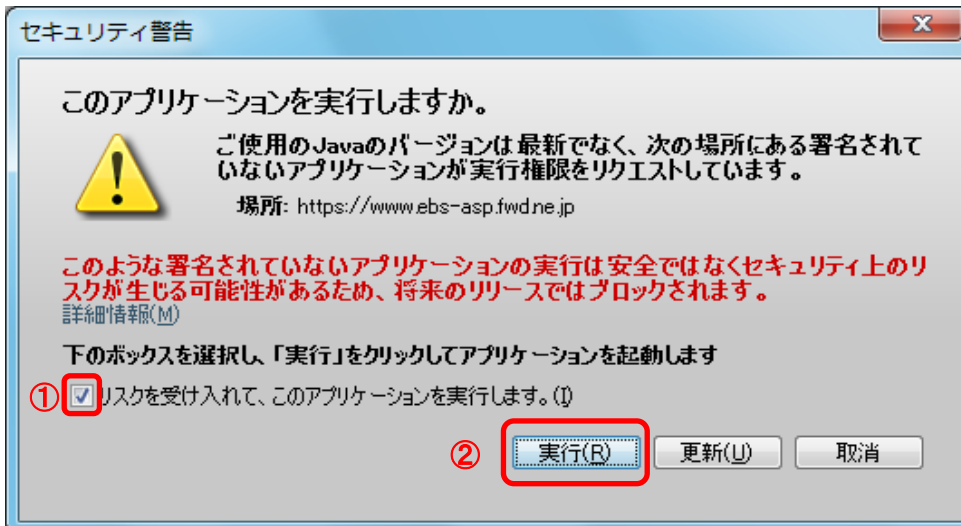 セキュリティ警告
このアプリケーションを実行しますか。
ご使用のJavaのバージョンは最新でなく、次の場所にある署名されて
いないアプリケーションが実行権限をリクエストしています。
場所: https://www.ebs-asp.fwd.ne.jp
このような署名されていないアプリケーションの実行は安全ではなくセキュリティ上のリ
スクが生じる可能性があるため、将来のリリースではブロックされます。
詳細情報(M)
下のボックスを選択し、「実行」をクリックしてアプリケーションを起動します
① リスクを受け入れて、このアプリケーションを実行します。(I)
② 実行(R) 更新(U) 取消